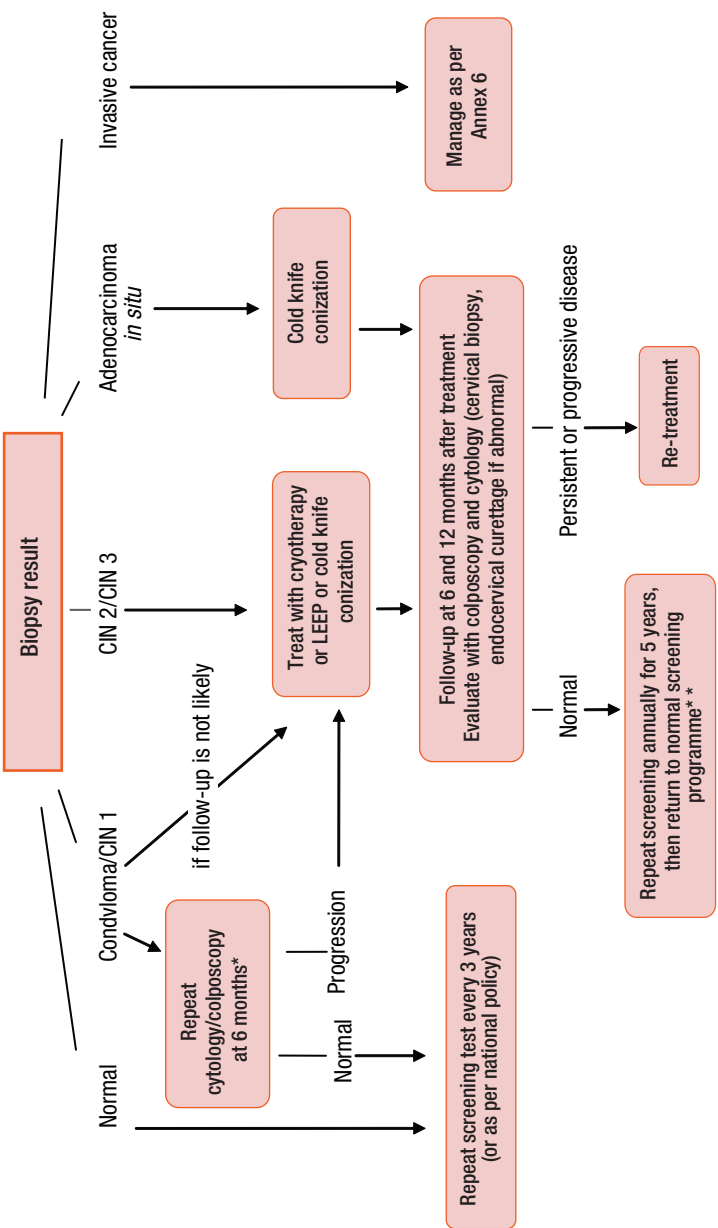 Biopsy result
Normal
Condvloma/CIN 1
CIN 2/CIN 3
Adenocarcinoma
in situ
Invasive cancer
if follow-up is not likely
Repeat
cytology/colposcopy
at 6 months*
Normal
Progression
Treat with cryotherapy
or LEEP or cold knife
conization
Cold knife
conization
Manage as per
Annex 6
Repeat screening test every 3 years
(or as per national policy)
Follow-up at 6 and 12 months after treatment
Evaluate with colposcopy and cytology (cervical biopsy,
endocervical curettage if abnormal)
Normal
Persistent or progressive disease
Repeat screening annually for 5 years,
then return to normal screening
programme**
Re-treatment